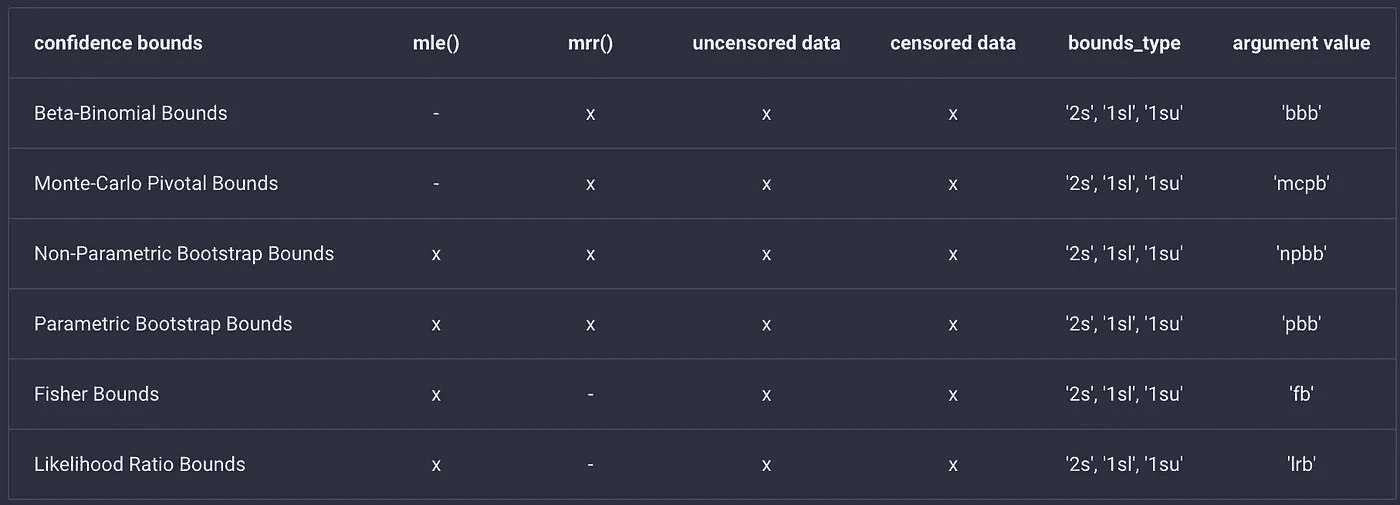 confidence bounds mle() mrr() uncensored data censored data bounds_type argument value
Beta-Binomial Bounds - x x x '2s', '1sl', '1su' 'bbb'
Monte-Carlo Pivotal Bounds - x x x '2s', '1sl', '1su' 'mcpb'
Non-Parametric Bootstrap Bounds x x x x '2s', '1sl', '1su' 'npbb'
Parametric Bootstrap Bounds x x x x '2s', '1sl', '1su' 'pbb'
Fisher Bounds x - x x '2s', '1sl', '1su' 'fb'
Likelihood Ratio Bounds x - x x '2s', '1sl', '1su' 'lrb'